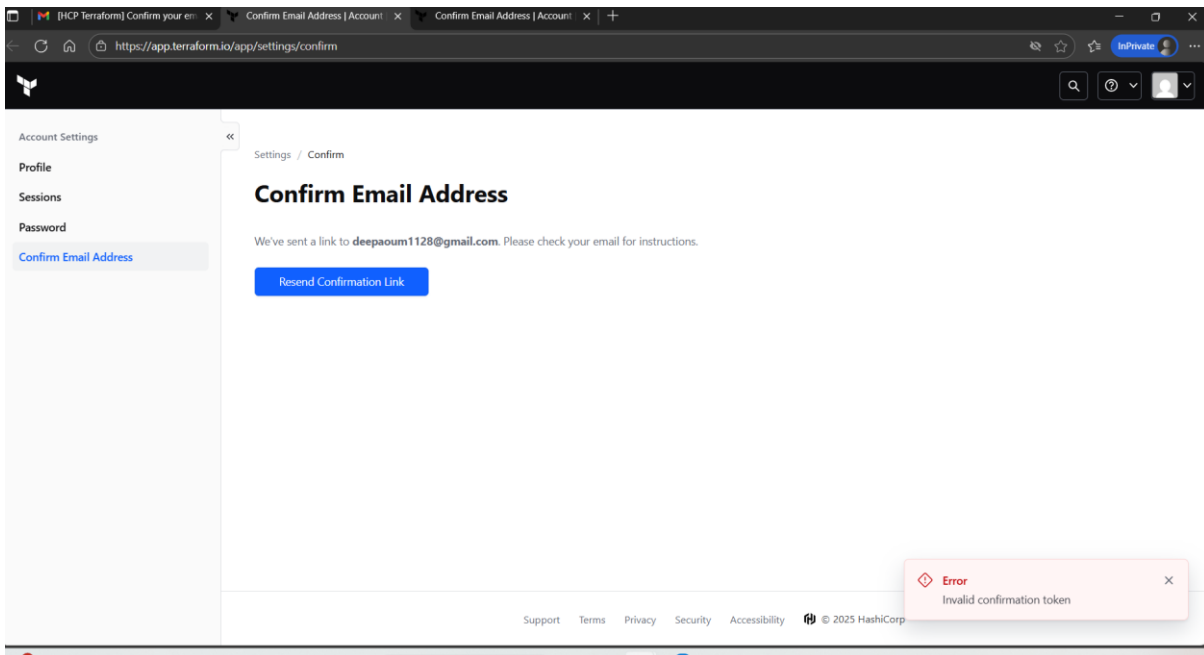 [HCP Terraform] Confirm your em
Confirm Email Address | Account
Confirm Email Address | Account
https://app.terraform.io/app/settings/confirm
InPrivate
Account Settings
Profile
Sessions
Password
Confirm Email Address
Settings / Confirm
Confirm Email Address
We've sent a link to deepaoum1128@gmail.com. Please check your email for instructions.
Resend Confirmation Link
Error
Invalid confirmation token
Support Terms Privacy Security Accessibility © 2025 HashiCorp